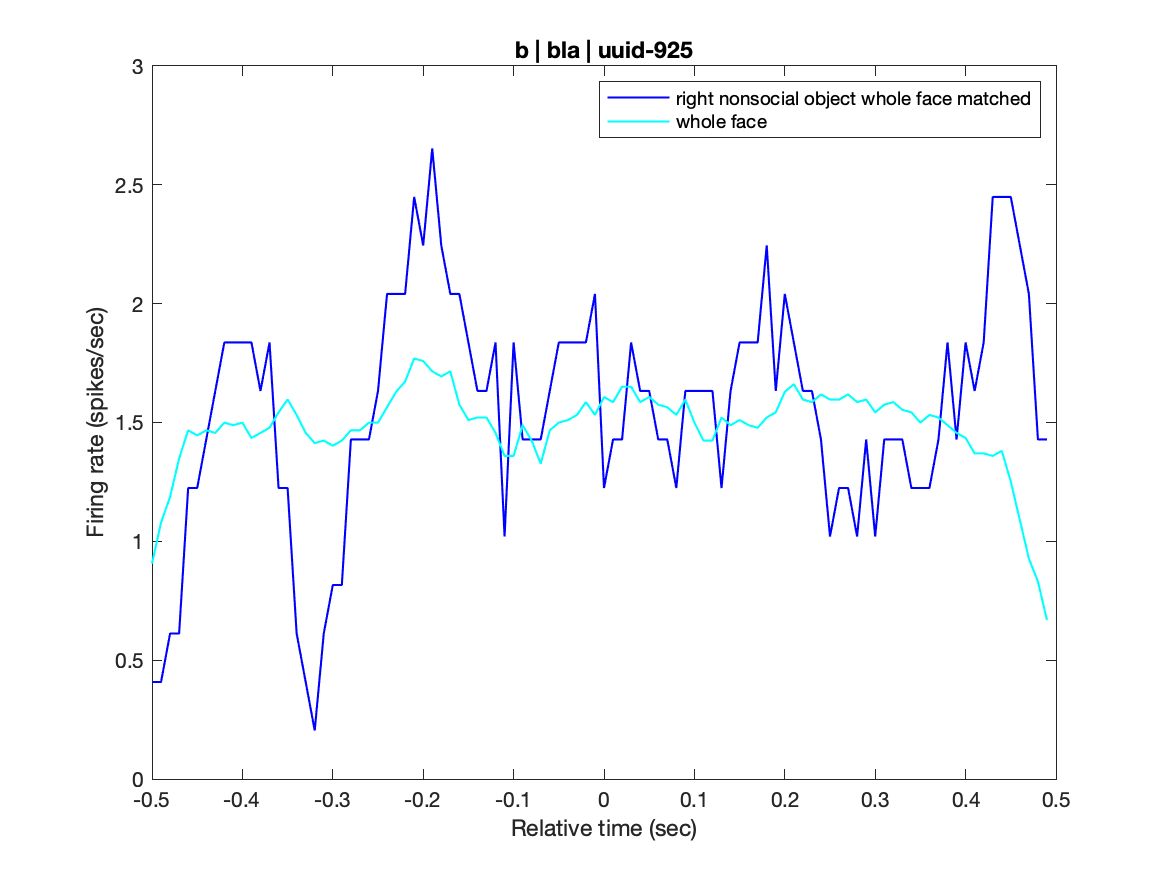 b | bla | uuid-925
right nonsocial object whole face matched
whole face
3
2.5
2
1.5
1
0.5
0
Firing rate (spikes/sec)
-0.5 -0.4 -0.3 -0.2 -0.1 0 0.1 0.2 0.3 0.4 0.5
Relative time (sec)